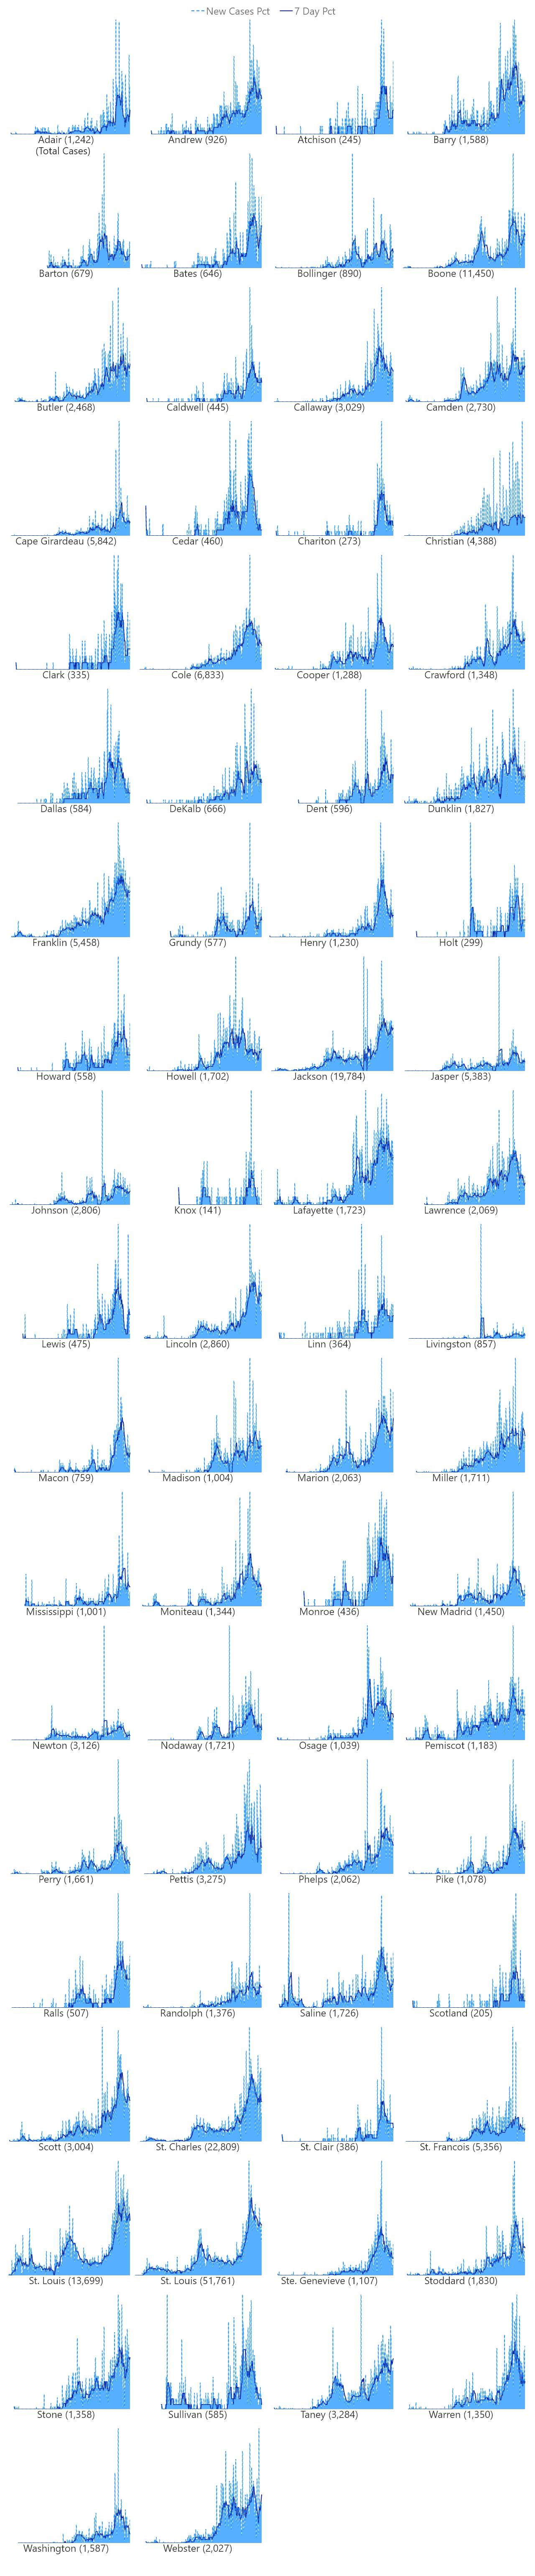 New Cases Pct 7 Day Pct
Adair (1,242) Andrew (926) Atchison (245) Barry (1,588)
(Total Cases)
Barton (679) Bates (646) Bollinger (890) Boone (11,450)
Butler (2,468) Caldwell (445) Callaway (3,029) Camden (2,730)
Cape Girardeau (5,842) Cedar (460) Chariton (273) Christian (4,388)
Clark (335) Cole (6,833) Cooper (1,288) Crawford (1,348)
Dallas (584) DeKalb (666) Dent (596) Dunklin (1,827)
Franklin (5,458) Grundy (577) Henry (1,230) Holt (299)
Howard (558) Howell (1,702) Jackson (19,784) Jasper (5,383)
Johnson (2,806) Knox (141) Lafayette (1,723) Lawrence (2,069)
Lewis (475) Lincoln (2,860) Linn (364) Livingston (857)
Macon (759) Madison (1,004) Marion (2,063) Miller (1,711)
Mississippi (1,001) Moniteau (1,344) Monroe (436) New Madrid (1,450)
Newton (3,126) Nodaway (1,721) Osage (1,039) Pemiscot (1,183)
Perry (1,661) Pettis (3,275) Phelps (2,062) Pike (1,078)
Ralls (507) Randolph (1,376) Saline (1,726) Scotland (205)
Scott (3,004) St. Charles (22,809) St. Clair (386) St. Francois (5,356)
St. Louis (13,699) St. Louis (51,761) Ste. Genevieve (1,107) Stoddard (1,830)
Stone (1,358) Sullivan (585) Taney (3,284) Warren (1,350)
Washington (1,587) Webster (2,027)